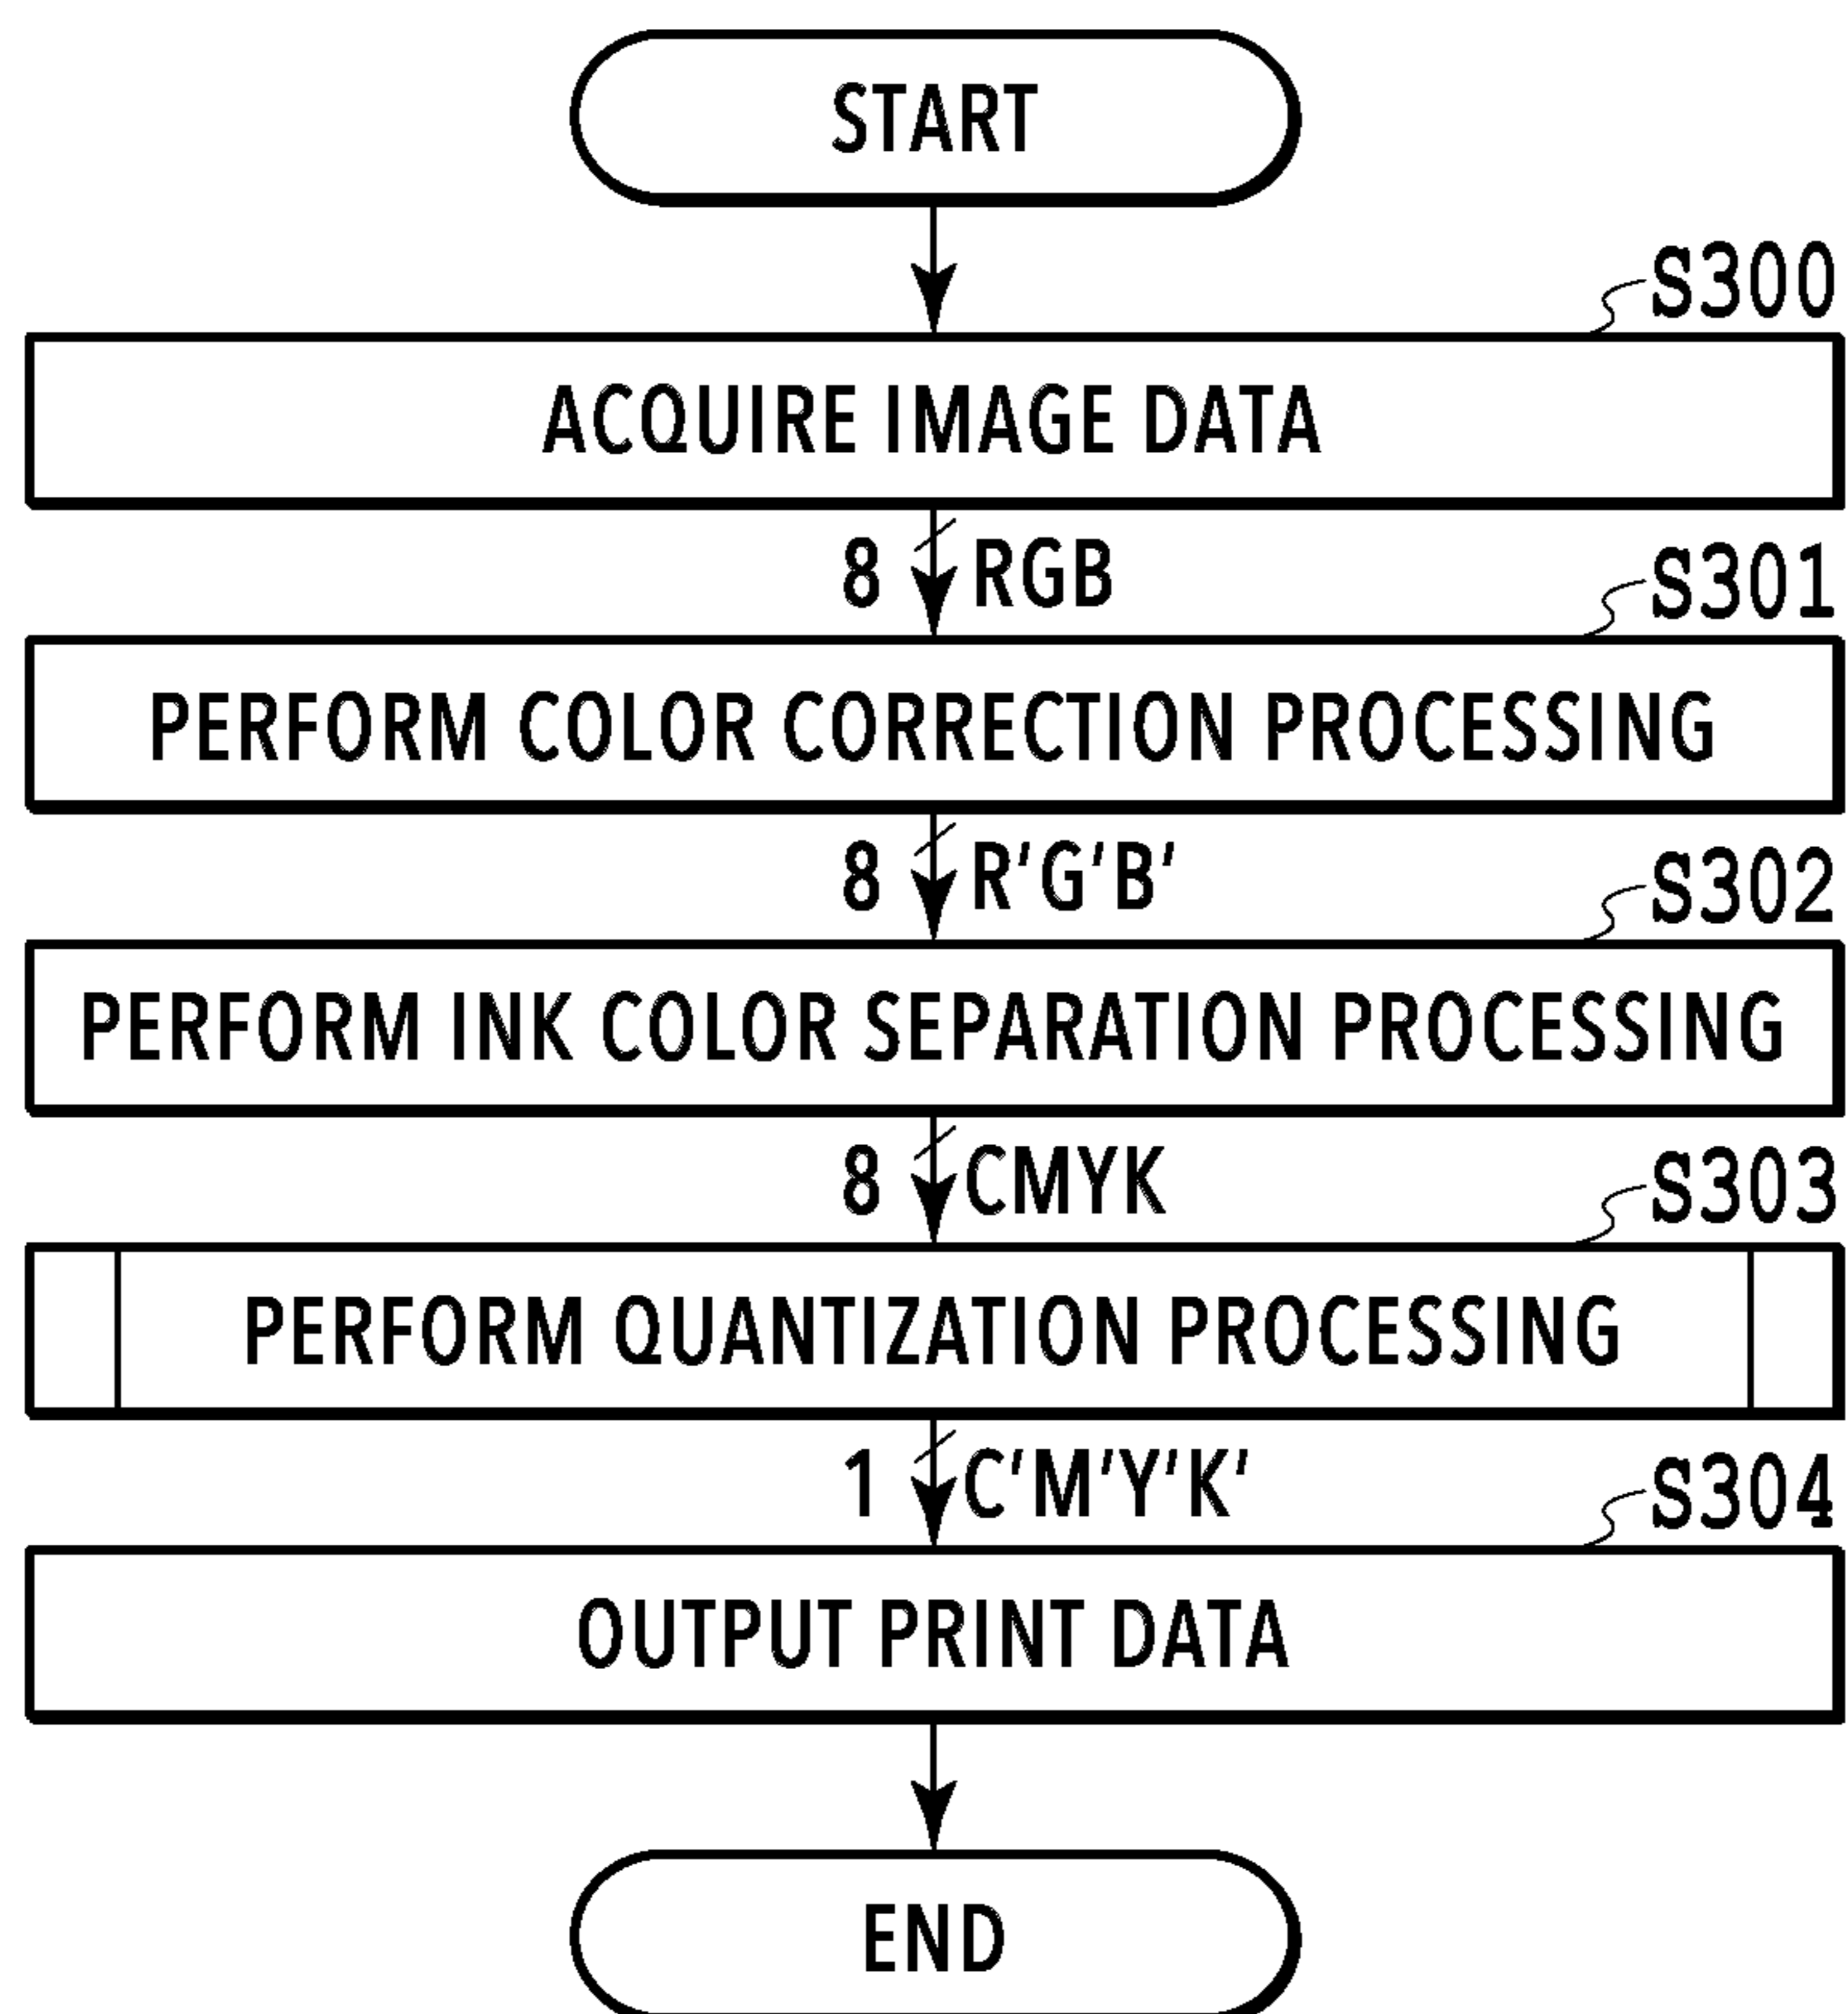 START
S300
ACQUIRE IMAGE DATA
8 RGB
S301
PERFORM COLOR CORRECTION PROCESSING
8 R'G'B'
S302
PERFORM INK COLOR SEPARATION PROCESSING
8 CMYK
S303
PERFORM QUANTIZATION PROCESSING
1 C'M'Y'K'
S304
OUTPUT PRINT DATA
END